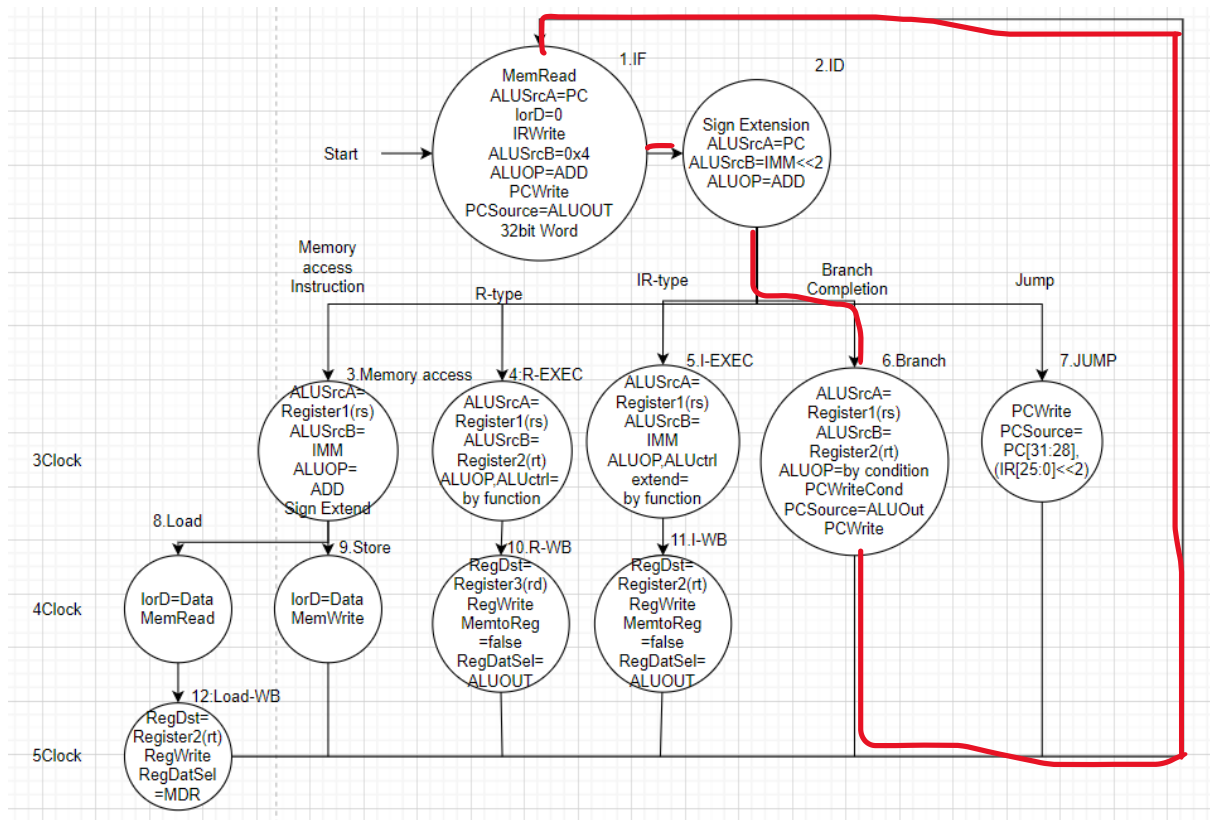 1.IF
MemRead
ALUSrcA=PC
IorD=0
IRWrite
ALUSrcB=0x4
ALUOP=ADD
PCWrite
PCSource=ALUOUT
32bit Word
2.ID
Sign Extension
ALUSrcA=PC
ALUSrcB=IMM<<2
ALUOP=ADD
Start
Memory
access
Instruction
R-type
IR-type
Branch
Completion
Jump
3Clock
3.Memory access
ALUSrcA=
Register1(rs)
ALUSrcB=
IMM
ALUOP=
ADD
Sign Extend
4:R-EXEC
ALUSrcA=
Register1(rs)
ALUSrcB=
Register2(rt)
ALUOP,ALUctrl=
by function
5.I-EXEC
ALUSrcA=
Register1(rs)
ALUSrcB=
IMM
ALUOP,ALUctrl
extend=
by function
6.Branch
ALUSrcA=
Register1(rs)
ALUSrcB=
Register2(rt)
ALUOP=by condition
PCWriteCond
PCSource=ALUOut
PCWrite
7.JUMP
PCWrite
PCSource=
PC[31:28],
(IR[25:0]<<2)
4Clock
8.Load
IorD=Data
MemRead
9.Store
IorD=Data
MemWrite
10.R-WB
RegDst=
Register3(rd)
RegWrite
MemtoReg
=false
RegDatSel=
ALUOUT
11.I-WB
RegDst=
Register2(rt)
RegWrite
MemtoReg
=false
RegDatSel=
ALUOUT
5Clock
12:Load-WB
RegDst=
Register2(rt)
RegWrite
RegDatSel
=MDR